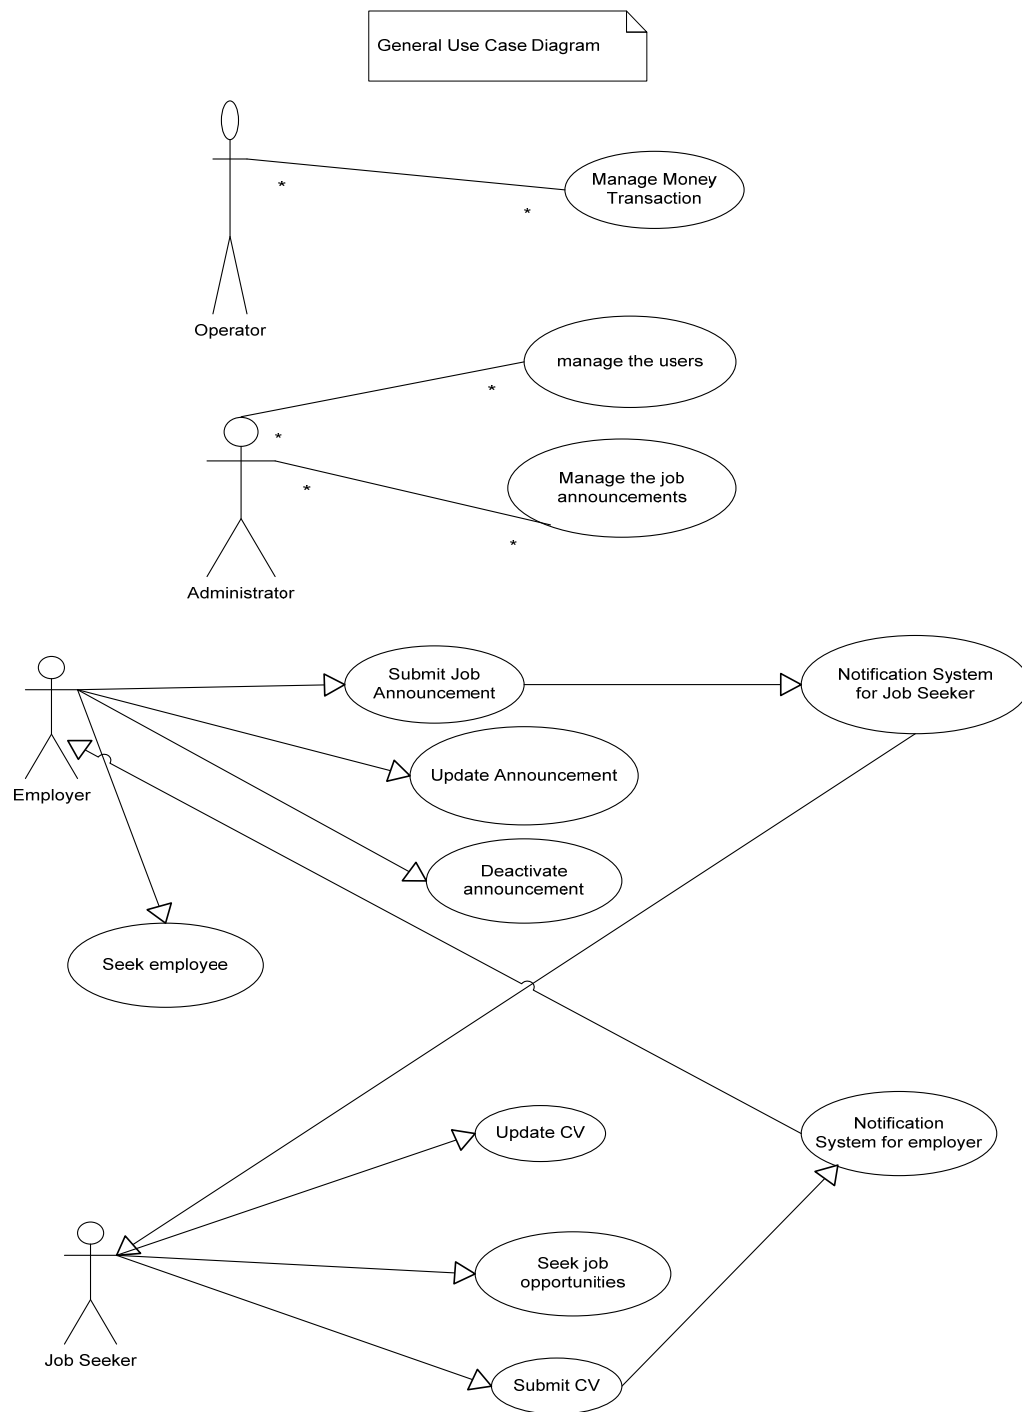 General Use Case Diagram
Manage Money
Transaction
*
*
Operator
manage the users
*
*
Manage the job
announcements
*
*
Administrator
Submit Job
Announcement
Notification System
for Job Seeker
Update Announcement
Employer
Deactivate
announcement
Seek employee
Update CV
Notification
System for employer
Seek job
opportunities
Job Seeker
Submit CV